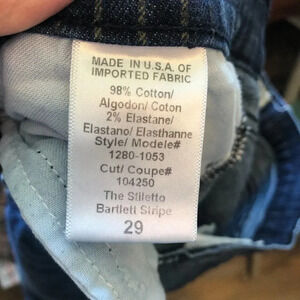 MADE IN U.S.A. OF
IMPORTED FABRIC
98% Cotton/
Algodon/ Coton
2% Elastane/
Elastano/ Elasthanne
Style/ Modele#
1280-1053
Cut/ Coupe#
104250
The Stiletto
Bartlett Stripe
29